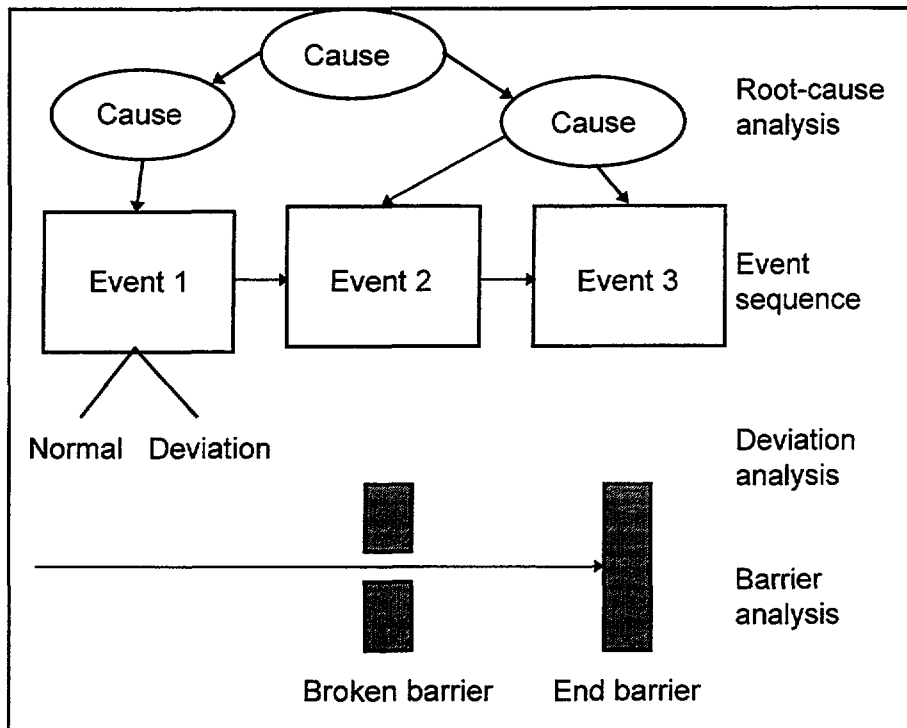 Cause
Cause
Cause
Root-cause
analysis
Event 1
Event 2
Event 3
Event
sequence
Normal
Deviation
Deviation
analysis
Barrier
analysis
Broken barrier
End barrier